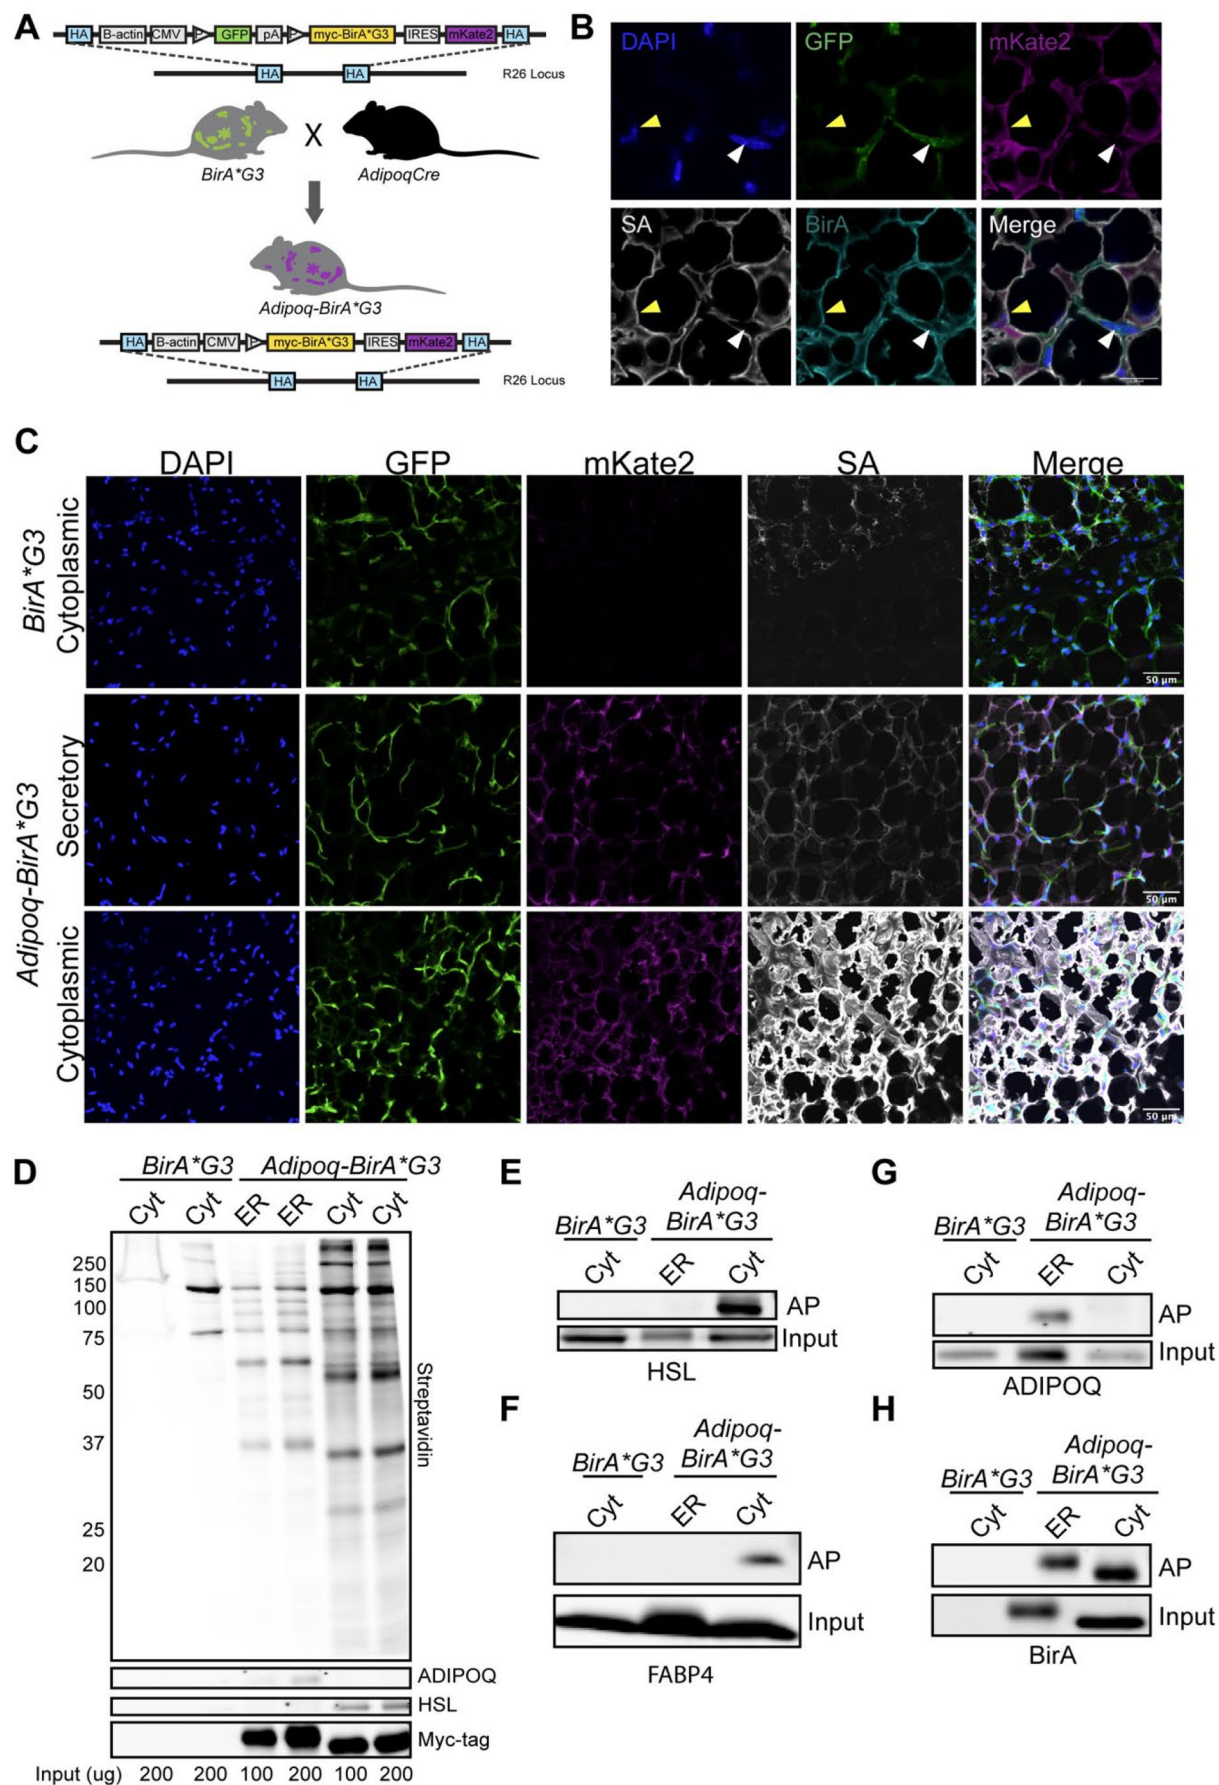 A
HA B-actin CMV GFP pA myc-BirA*G3 IRES mKate2 HA
HA HA R26 Locus
X
BirA*G3 AdipoqCre
Adipoq-BirA*G3
HA B-actin CMV myc-BirA*G3 IRES mKate2 HA
HA HA R26 Locus
B
DAPI GFP mKate2
SA BirA Merge
C
DAPI GFP mKate2 SA Merge
BirA*G3
Cytoplasmic
50 µm
Adipoq-BirA*G3
Secretory
50 µm
Cytoplasmic
50 µm
D
BirA*G3 Adipoq-BirA*G3
Cyt Cyt ER ER Cyt Cyt
250
150
100
75
50
37
25
20
Streptavidin
ADIPOQ
HSL
Myc-tag
Input (ug) 200 200 100 200 100 200
E
Adipoq-
BirA*G3 BirA*G3
Cyt ER Cyt
AP
Input
HSL
F
Adipoq-
BirA*G3 BirA*G3
Cyt ER Cyt
AP
Input
FABP4
G
Adipoq-
BirA*G3 BirA*G3
Cyt ER Cyt
AP
Input
ADIPOQ
H
Adipoq-
BirA*G3 BirA*G3
Cyt ER Cyt
AP
Input
BirA